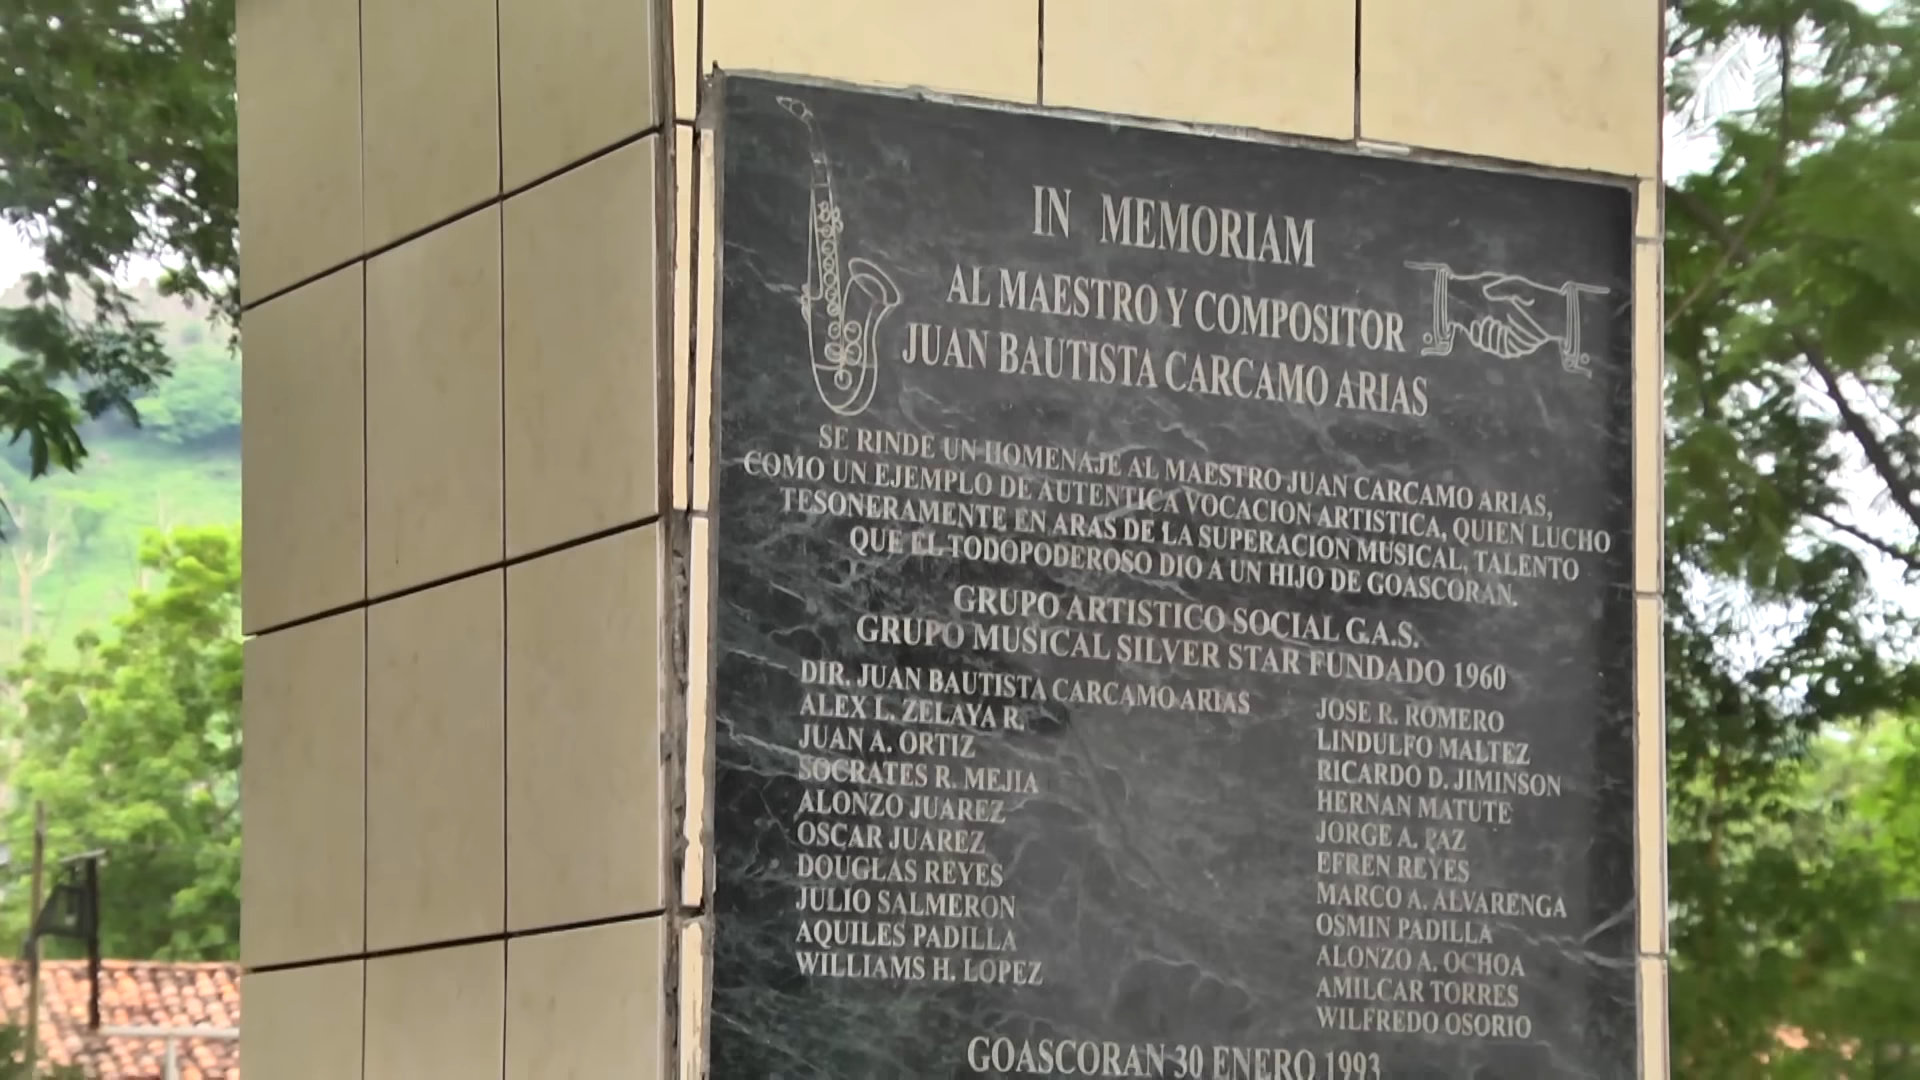 IN MEMORIAM
AL MAESTRO Y COMPOSITOR
JUAN BAUTISTA CARCAMO ARIAS
SE RINDE UN HOMENAJE AL MAESTRO JUAN CARCAMO ARIAS,
COMO UN EJEMPLO DE AUTENTICA VOCACION ARTISTICA, QUIEN LUCHO
TESONERAMENTE EN ARAS DE LA SUPERACION MUSICAL, TALENTO
QUE EL TODOPODEROSO DIO A UN HIJO DE GOASCORAN.
GRUPO ARTISTICO SOCIAL G.A.S.
GRUPO MUSICAL SILVER STAR FUNDADO 1960
DIR. JUAN BAUTISTA CARCAMO ARIAS
ALEX L. ZELAYA R.
JUAN A. ORTIZ
SOCRATES R. MEJIA
ALONZO JUAREZ
OSCAR JUAREZ
DOUGLAS REYES
JULIO SALMERON
AQUILES PADILLA
WILLIAMS H. LOPEZ
JOSE R. ROMERO
LINDULFO MALTEZ
RICARDO D. JIMINSON
HERNAN MATUTE
JORGE A. PAZ
EFREN REYES
MARCO A. ALVARENGA
OSMIN PADILLA
ALONZO A. OCHOA
AMILCAR TORRES
WILFREDO OSORIO
GOASCORAN 30 ENERO 1993